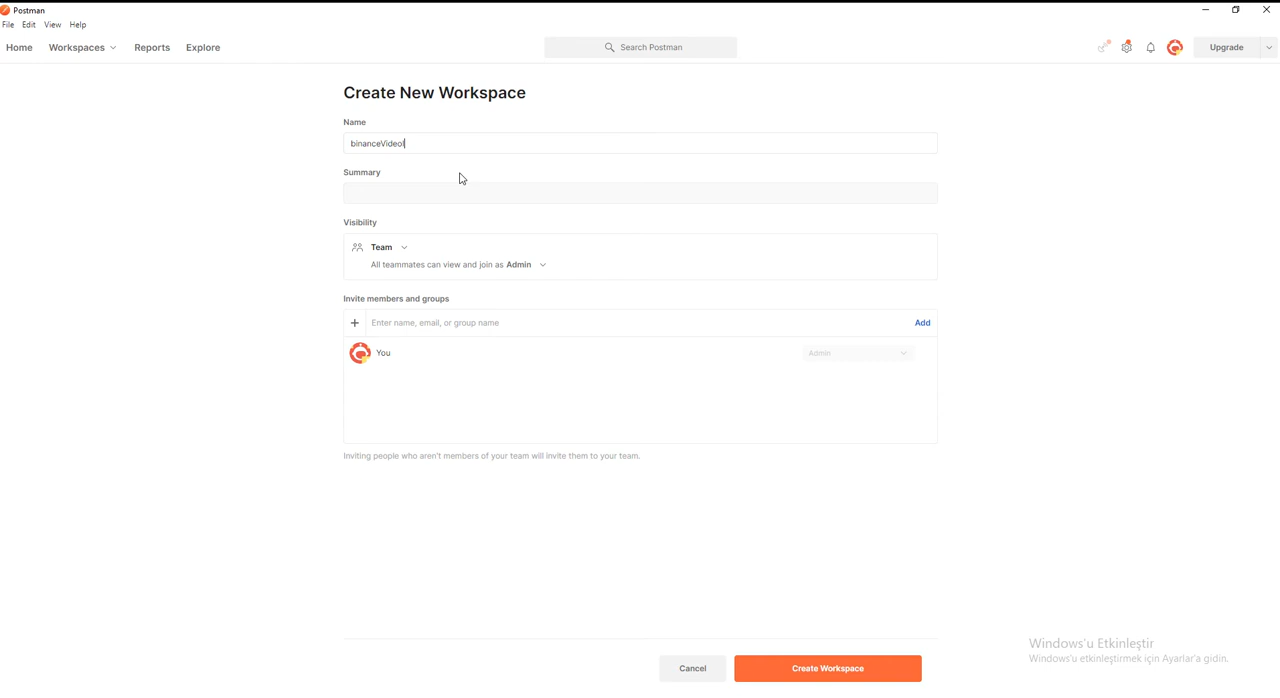 Postman
File Edit View Help
Home Workspaces Reports Explore Search Postman Upgrade
Create New Workspace
Name
binanceVideo
Summary
Visibility
Team
All teammates can view and join as Admin
Invite members and groups
Enter name, email, or group name Add
You Admin
Inviting people who aren't members of your team will invite them to your team.
Windows'u Etkinleştir
Windows'u etkinleştirmek için Ayarlar'a gidin.
Cancel Create Workspace